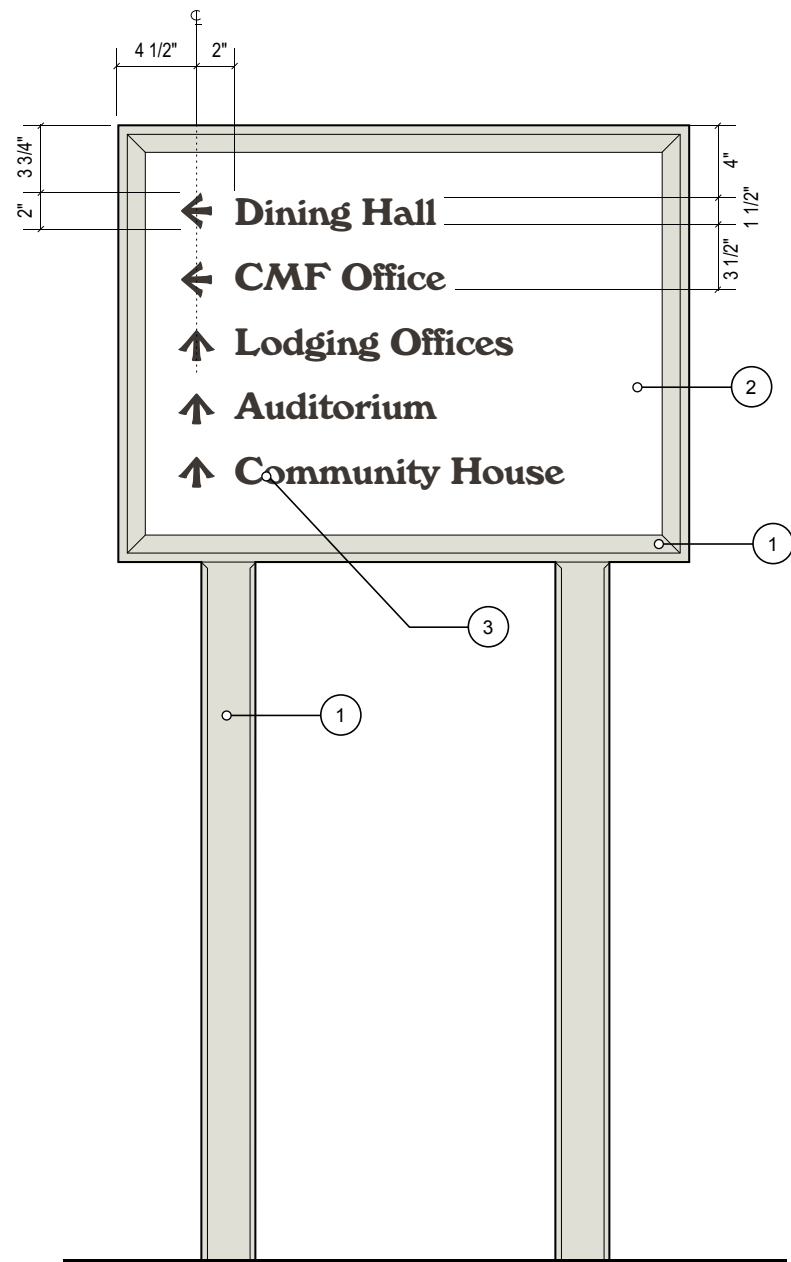 ℄
4 1/2" 2"
3 3/4"
2"
4"
1 1/2"
3 1/2"
Dining Hall
CMF Office
Lodging Offices
Auditorium
Community House
2
1
3
1